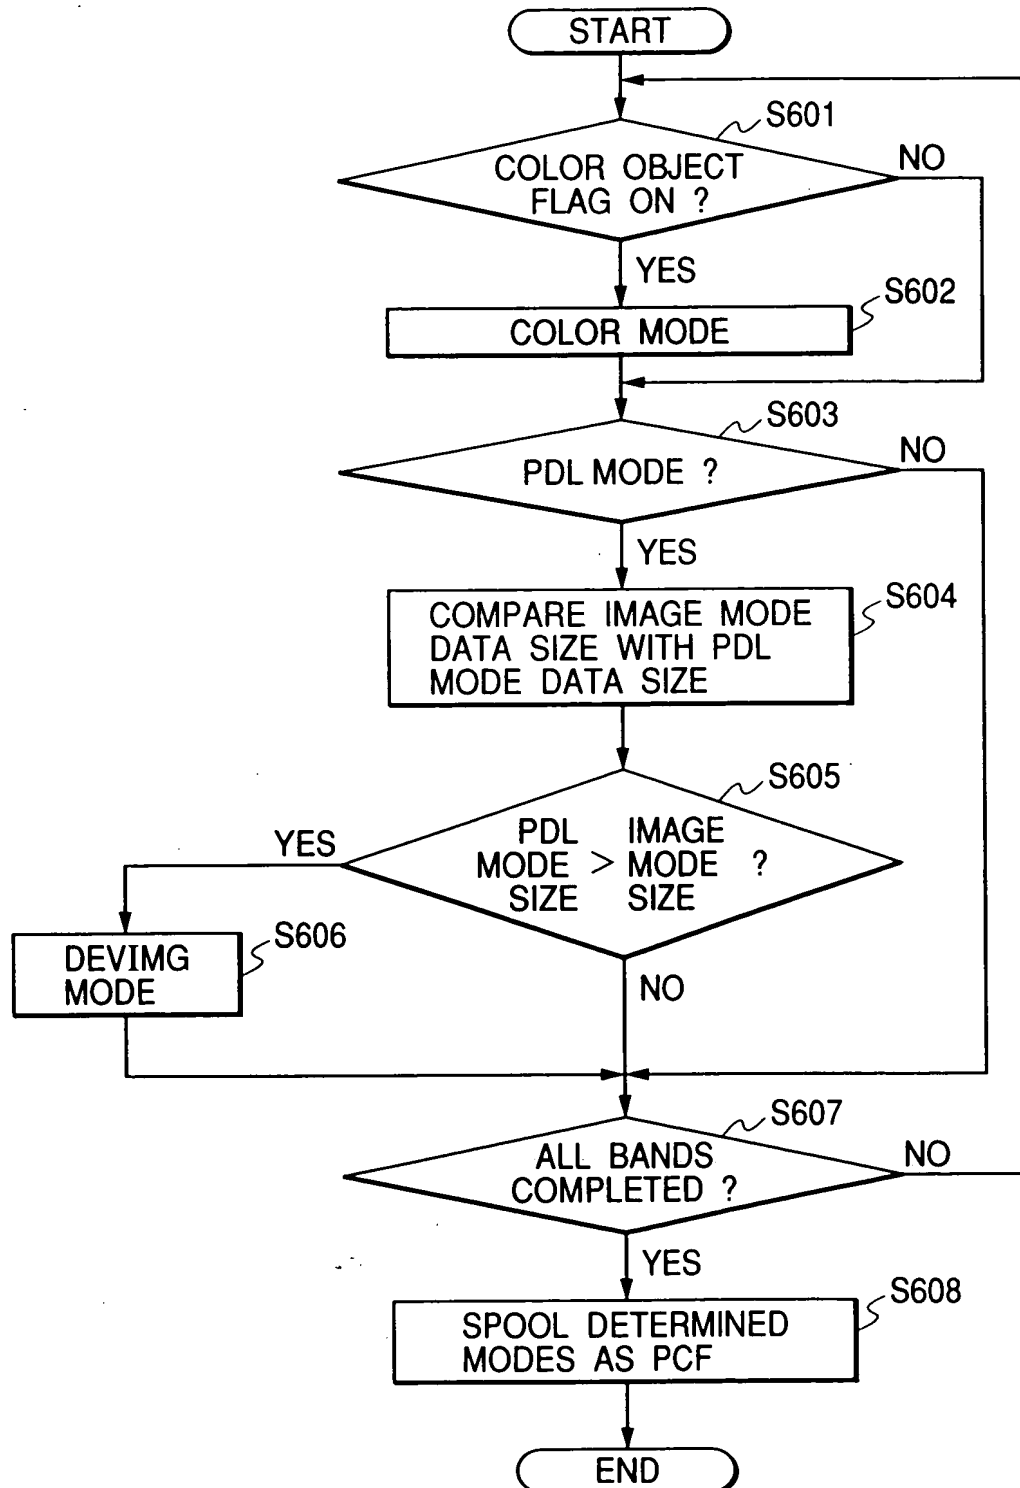 START
S601
COLOR OBJECT
FLAG ON ?
NO
YES
S602
COLOR MODE
S603
PDL MODE ?
NO
YES
S604
COMPARE IMAGE MODE
DATA SIZE WITH PDL
MODE DATA SIZE
S605
PDL IMAGE
MODE > MODE ?
SIZE SIZE
YES
S606
DEVIMG
MODE
NO
S607
ALL BANDS
COMPLETED ?
NO
YES
S608
SPOOL DETERMINED
MODES AS PCF
END